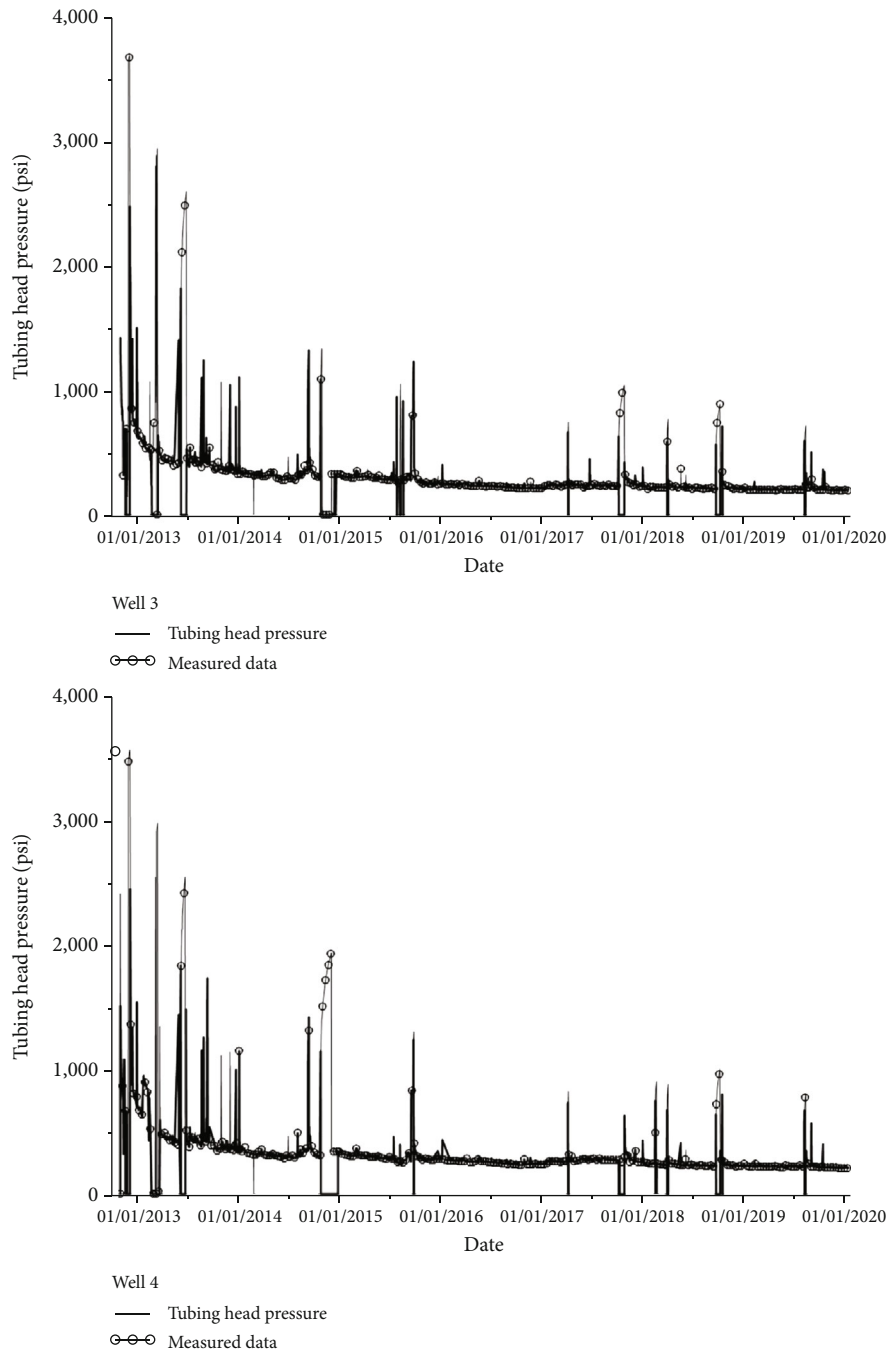 4,000
3,000
2,000
1,000
0
Tubing head pressure (psi)
01/01/2013 01/01/2014 01/01/2015 01/01/2016 01/01/2017 01/01/2018 01/01/2019 01/01/2020
Date
Well 3
Tubing head pressure
Measured data
4,000
3,000
2,000
1,000
0
Tubing head pressure (psi)
01/01/2013 01/01/2014 01/01/2015 01/01/2016 01/01/2017 01/01/2018 01/01/2019 01/01/2020
Date
Well 4
Tubing head pressure
Measured data